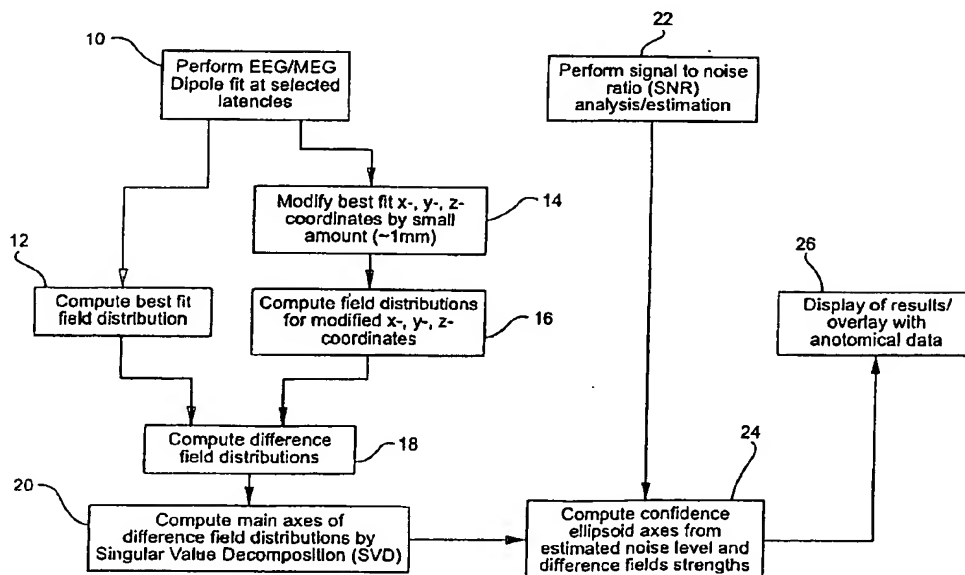 10
Perform EEG/MEG
Dipole fit at selected
latencies
22
Perform signal to noise
ratio (SNR)
analysis/estimation
Modify best fit x-, y-, z-
coordinates by small
amount (~1mm)
14
12
Compute best fit
field distribution
Compute field distributions
for modified x-, y-, z-
coordinates
16
26
Display of results/
overlay with
anotomical data
Compute difference
field distributions
18
20
Compute main axes of
difference field distributions by
Singular Value Decomposition (SVD)
24
Compute confidence
ellipsoid axes from
estimated noise level and
difference fields strengths